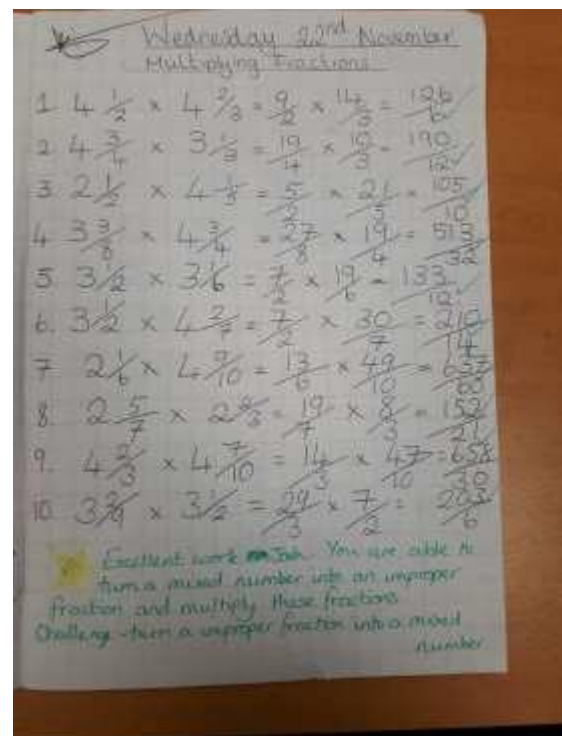 Wednesday 22nd November
Multiplying Fractions
1 4 1/2 × 4 2/3 = 9/2 × 14/3 = 126/6
2 4 3/4 × 3 1/3 = 19/4 × 10/3 = 190/12
3 2 1/2 × 4 1/5 = 5/2 × 21/5 = 105/10
4 3 3/8 × 4 3/4 = 27/8 × 19/4 = 513/32
5 3 1/2 × 3 1/6 = 7/2 × 19/6 = 133/12
6. 3 1/2 × 4 2/7 = 7/2 × 30/7 = 210/14
7 2 1/6 × 4 9/10 = 13/6 × 49/10 = 637/60
8. 2 5/7 × 2 2/3 = 19/7 × 8/3 = 152/21
9. 4 2/3 × 4 7/10 = 14/3 × 47/10 = 658/30
10 3 × 3 1/2 = 29/3 × 7/2 = 203/6
Excellent work Josh. You are able to
turn a mixed number into an improper
fraction and multiply these fractions
Challenge - turn a improper fraction into a mixed
number